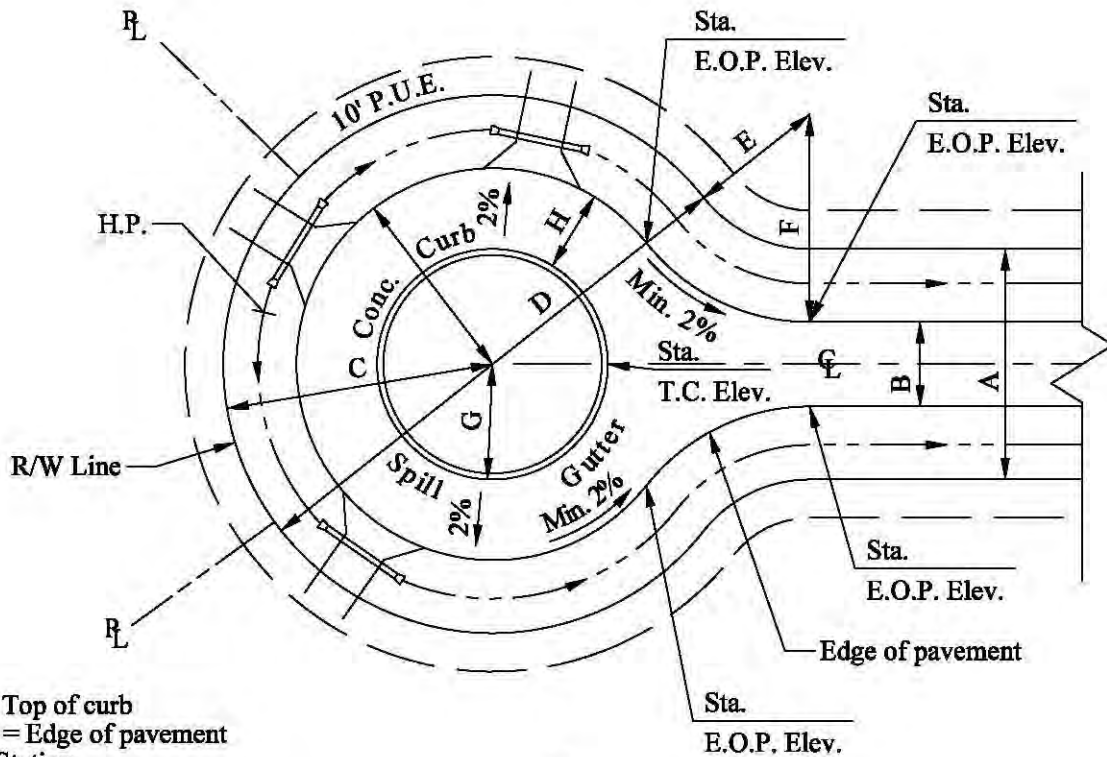 PL
10' P.U.E.
Sta.
E.O.P. Elev.
Sta.
E.O.P. Elev.
E
H.P.
2%
H
F
Conc. Curb
D
Min. 2%
C
Sta.
T.C. Elev.
CL
B
A
G
R/W Line
Spill Gutter
2%
Min. 2%
Sta.
E.O.P. Elev.
PL
Edge of pavement
Sta.
E.O.P. Elev.
Top of curb
= Edge of pavement
Station